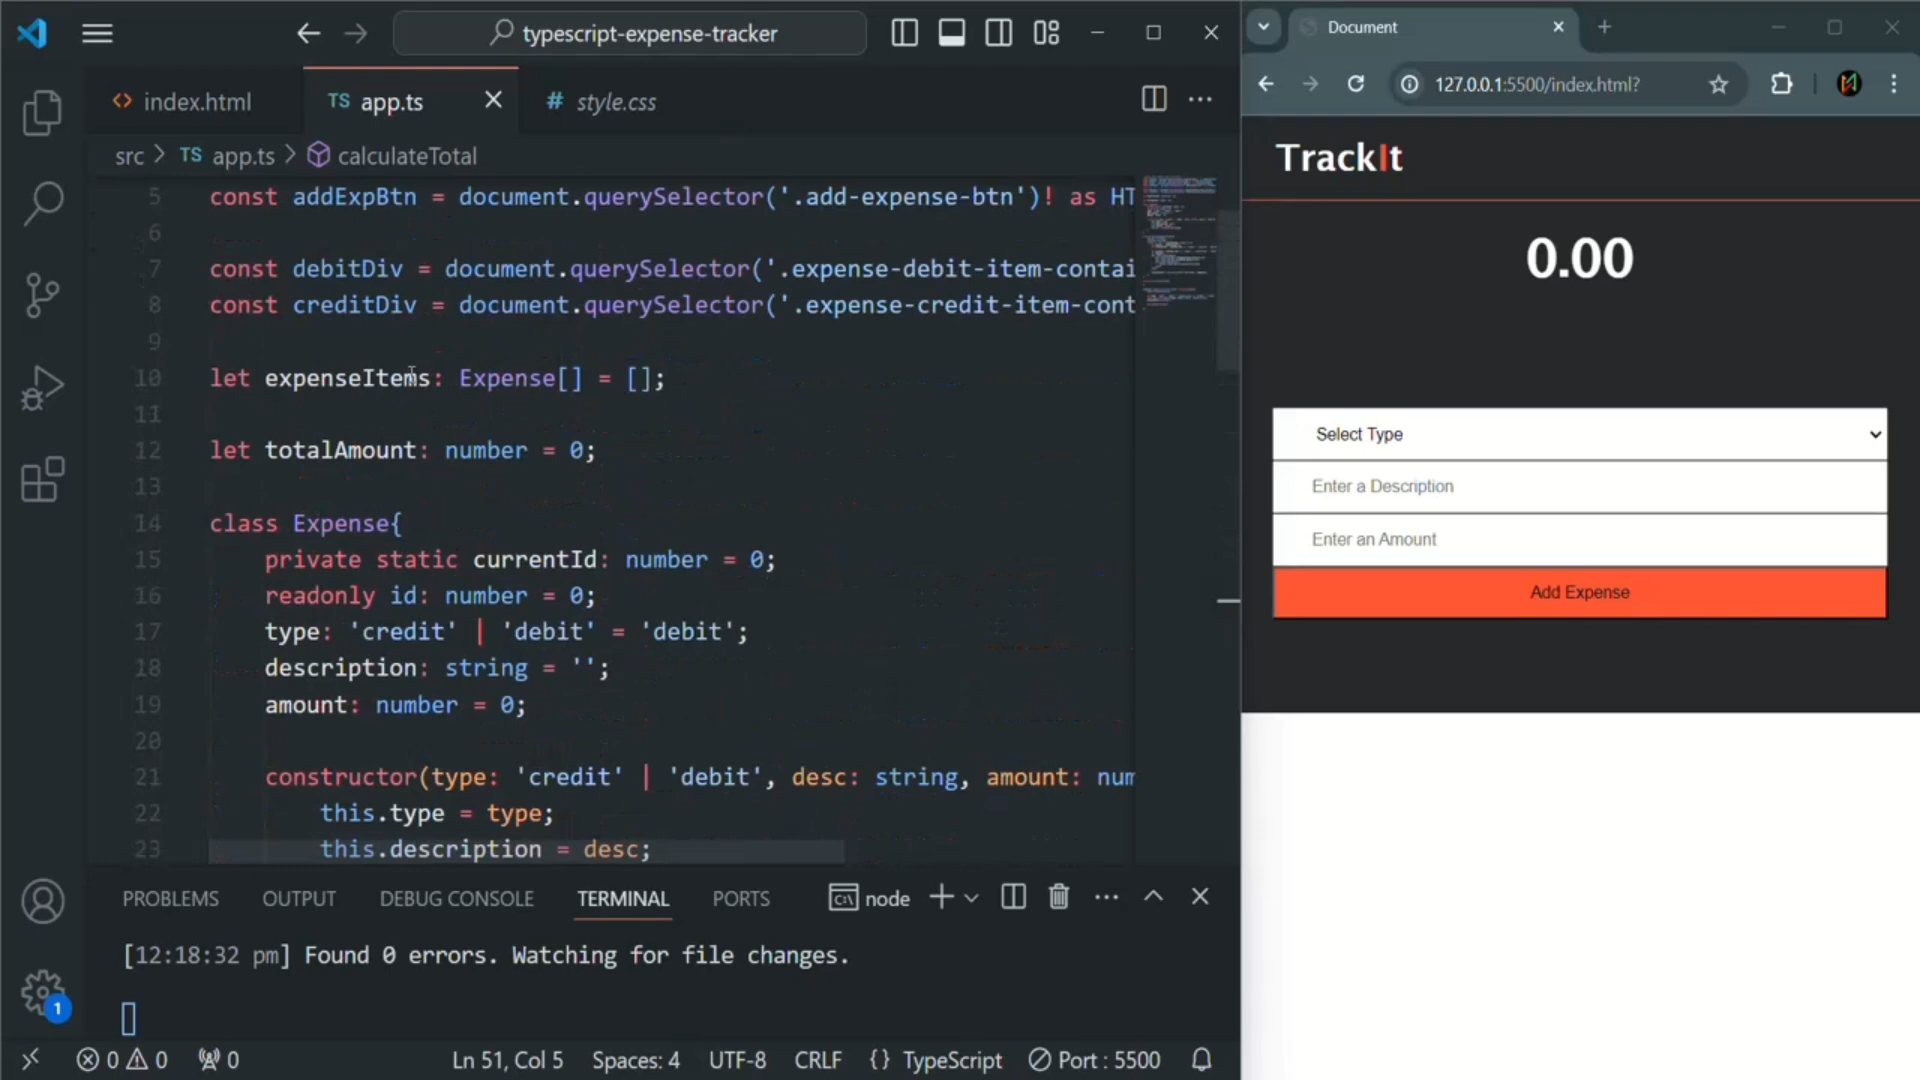 typescript-expense-tracker
index.html
TS app.ts
# style.css
src > TS app.ts > calculateTotal
5 const addExpBtn = document.querySelector('.add-expense-btn')! as HT
6
7 const debitDiv = document.querySelector('.expense-debit-item-contai
8 const creditDiv = document.querySelector('.expense-credit-item-cont
9
10 let expenseItems: Expense[] = [];
11
12 let totalAmount: number = 0;
13
14 class Expense{
15 private static currentId: number = 0;
16 readonly id: number = 0;
17 type: 'credit' | 'debit' = 'debit';
18 description: string = '';
19 amount: number = 0;
20
21 constructor(type: 'credit' | 'debit', desc: string, amount: num
22 this.type = type;
23 this.description = desc;
PROBLEMS OUTPUT DEBUG CONSOLE TERMINAL PORTS node
[12:18:32 pm] Found 0 errors. Watching for file changes.
1
0 0 0 Ln 51, Col 5 Spaces: 4 UTF-8 CRLF {} TypeScript Port : 5500
Document
127.0.0.1:5500/index.html?
TrackIt
0.00
Select Type
Enter a Description
Enter an Amount
Add Expense